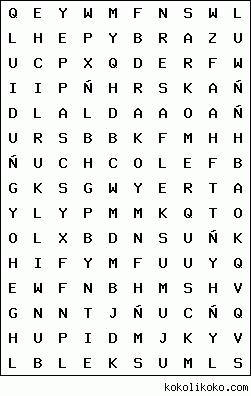 Q E Y W M F N S W L
L H E P Y B R A Z U
U C P X Q D E R F W
I I P Ñ H R S K A Ñ
D L A L D A A O A Ñ
U R S B B K F M H H
Ñ U C H C O L E F B
G K S G W Y E R T A
Y L Y P M M K Q T O
O L X B D N S U Ñ K
H I F Y M F U U Y Q
E W F N B H M S H V
G N N T J Ñ U C Ñ Q
H U P I D M J K Y V
L B L E K S U M L S
kokolikoko.com